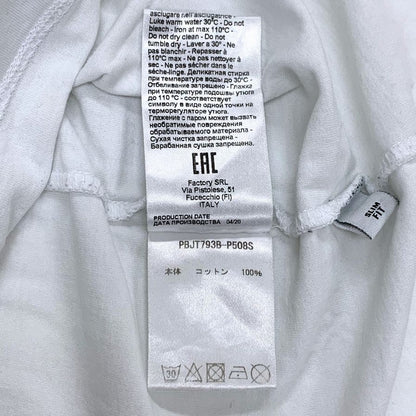 asciugare nell'asciugatrice -
Luke warm water 30°C - Do not
bleach - Iron at max 110°C -
Do not dry clean - Do not
tumble dry - Laver à 30° - Ne
pas blanchir - Repasser à
110°C max - Ne pas nettoyer à
sec - Ne pas sécher dans le
sèche-linge. Деликатная стирка
при температуре воды до 30°C -
Отбеливание запрещено - Глажка
при температуре подошвы утюга
до 110°C - соответствует
символу в виде одной точки на
терморегуляторе утюга.
Глажение с паром может вызвать
необратимые повреждения
обрабатываемого материала -
Сухая чистка запрещена -
Барабанная сушка запрещена.
EAC
Factory SRL
Via Pistolese, 51
Fucecchio (FI)
ITALY
PRODUCTION DATE
ДАТА ПРОИЗВОДСТВА 04/20
PBJT793B P508S
本体 コットン 100%
30
SLIM
FIT